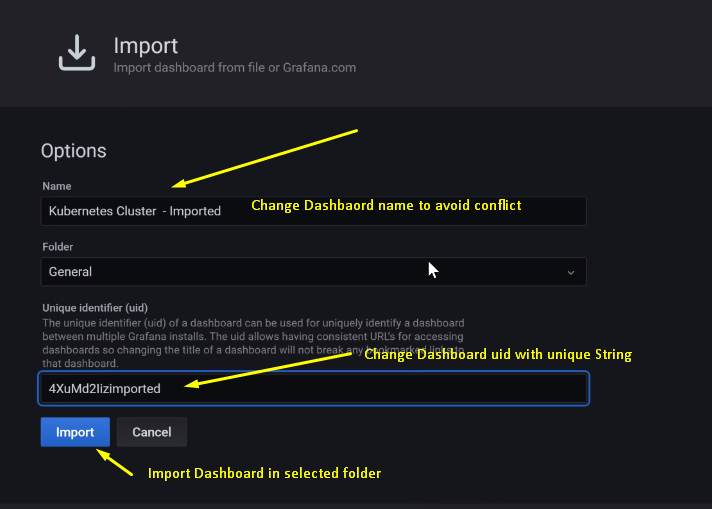 Import
Import dashboard from file or Grafana.com
Options
Name
Kubernetes Cluster - Imported
Change Dashbaord name to avoid conflict
Folder
General
Unique identifier (uid)
The unique identifier (uid) of a dashboard can be used for uniquely identify a dashboard
between multiple Grafana installs. The uid allows having consistent URL's for accessing
dashboards so changing the title of a dashboard will not break any bookmarked links to
that dashboard.
Change Dashboard uid with unique String
4XuMd2Iizimported
Import
Cancel
Import Dashboard in selected folder